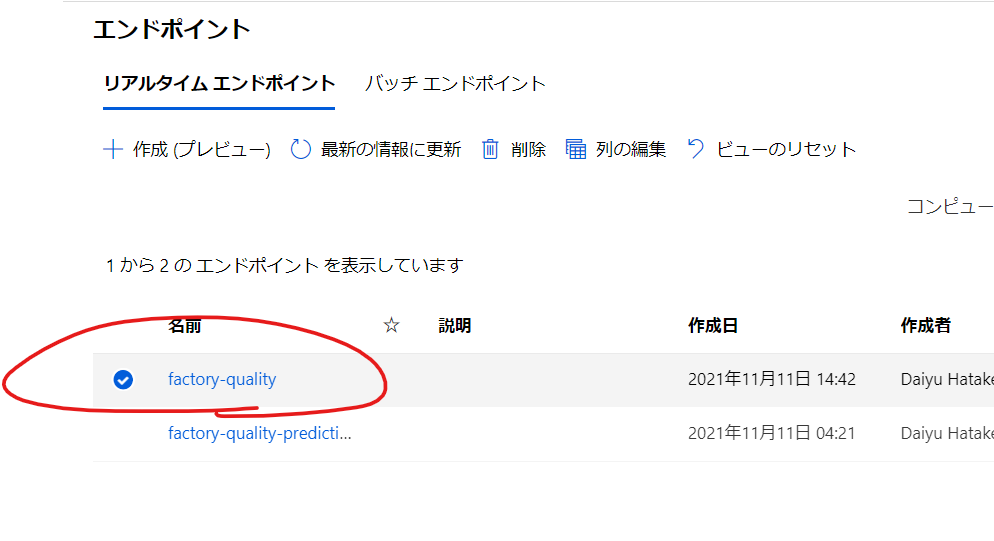 エンドポイント
リアルタイム エンドポイント バッチ エンドポイント
作成 (プレビュー) 最新の情報に更新 削除 列の編集 ビューのリセット
コンピュー
1 から 2 の エンドポイント を表示しています
名前 説明 作成日 作成者
factory-quality 2021年11月11日 14:42 Daiyu Hatake
factory-quality-predicti... 2021年11月11日 04:21 Daiyu Hatake